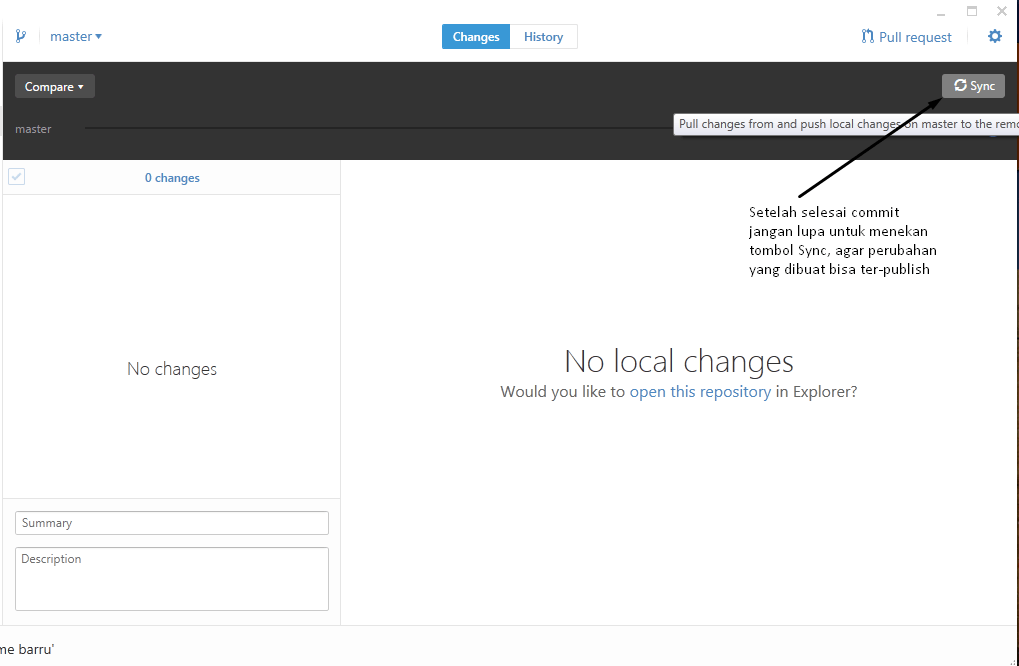 master
Changes
History
Pull request
Compare
Sync
master
Pull changes from and push local changes on master to the
0 changes
Setelah selesai commit
jangan lupa untuk menekan
tombol Sync, agar perubahan
yang dibuat bisa ter-publish
No changes
No local changes
Would you like to open this repository in Explorer?
Summary
Description
barru'